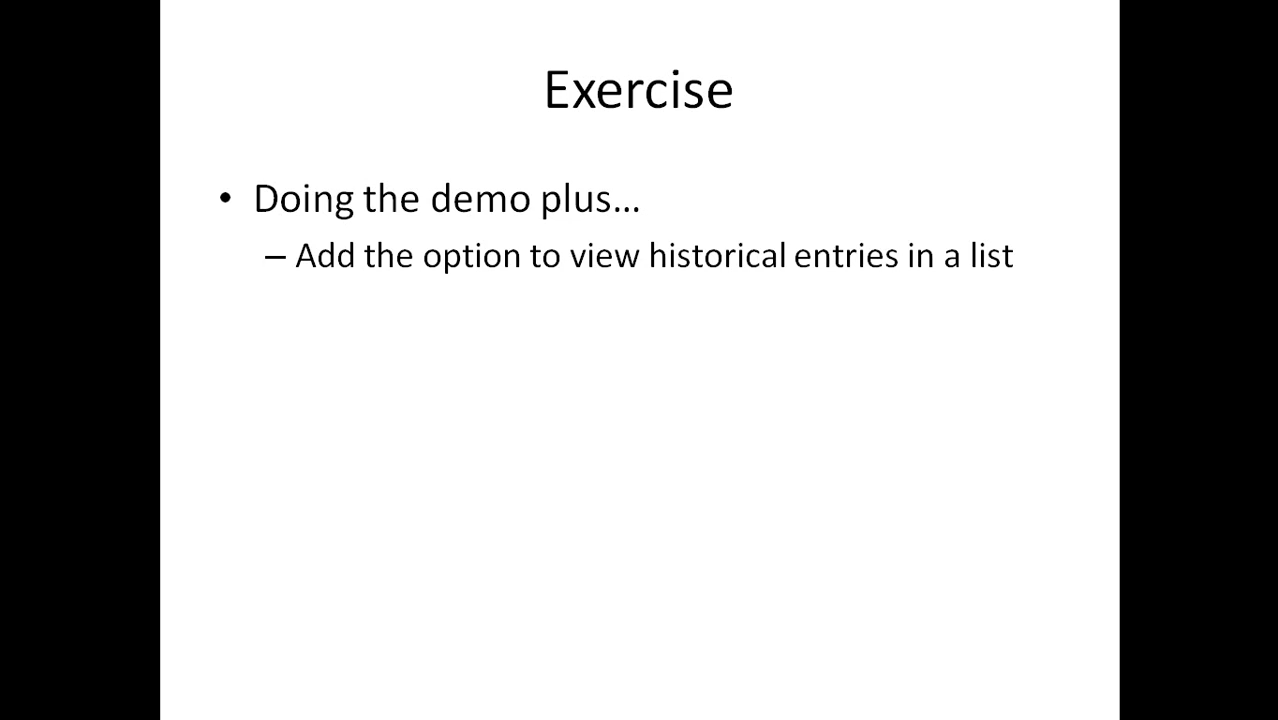 Exercise
• Doing the demo plus…
– Add the option to view historical entries in a list